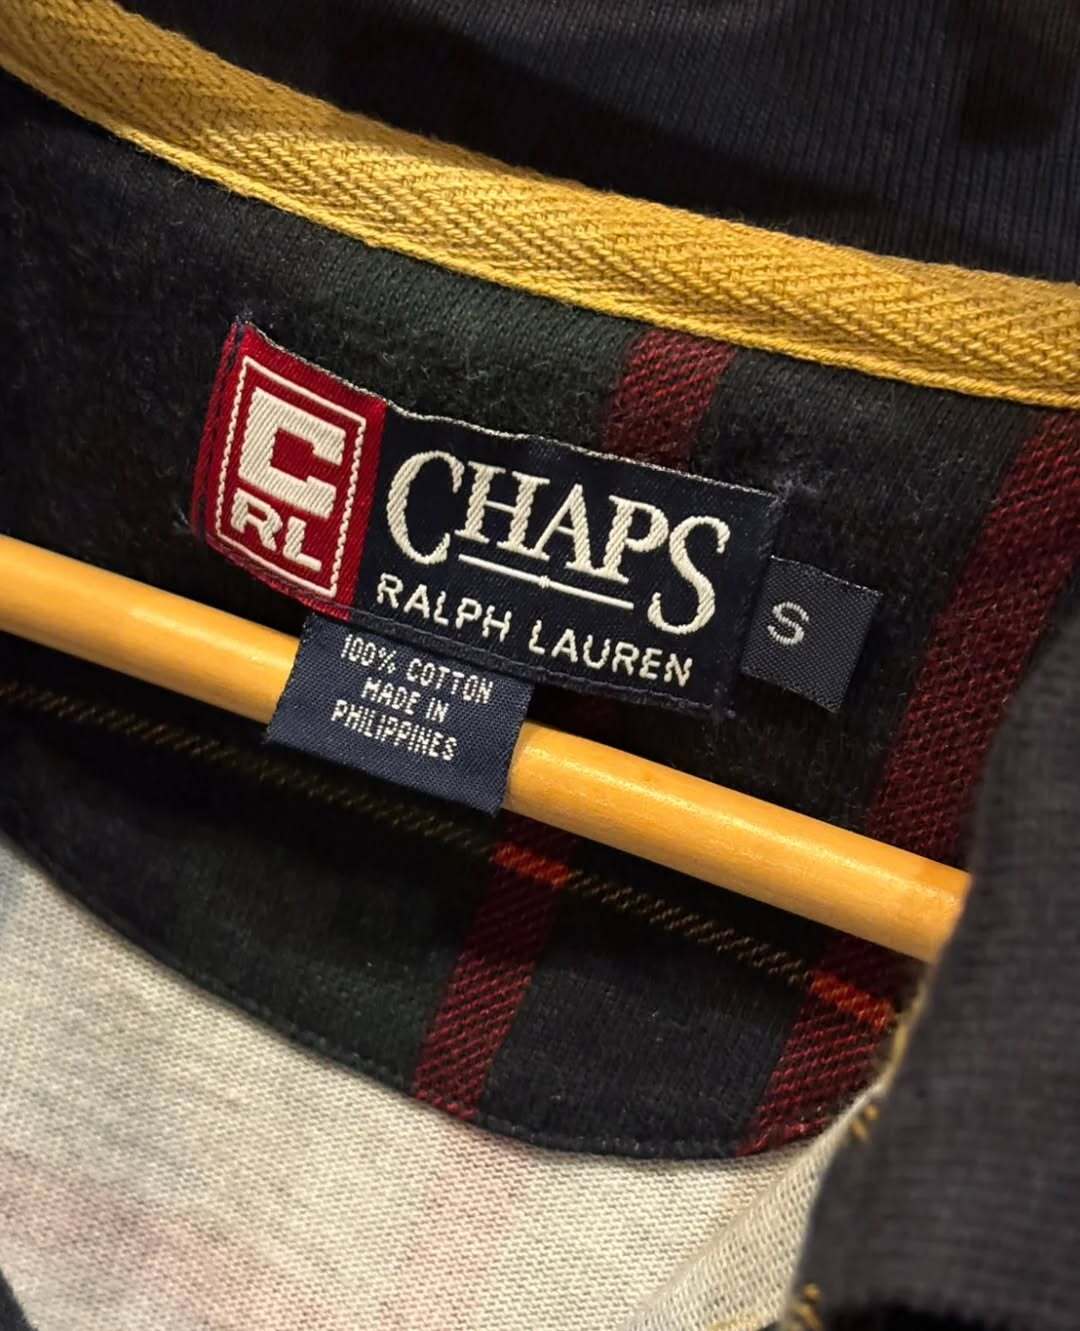 C
RL
CHAPS
RALPH LAUREN
S
100% COTTON
MADE IN
PHILIPPINES